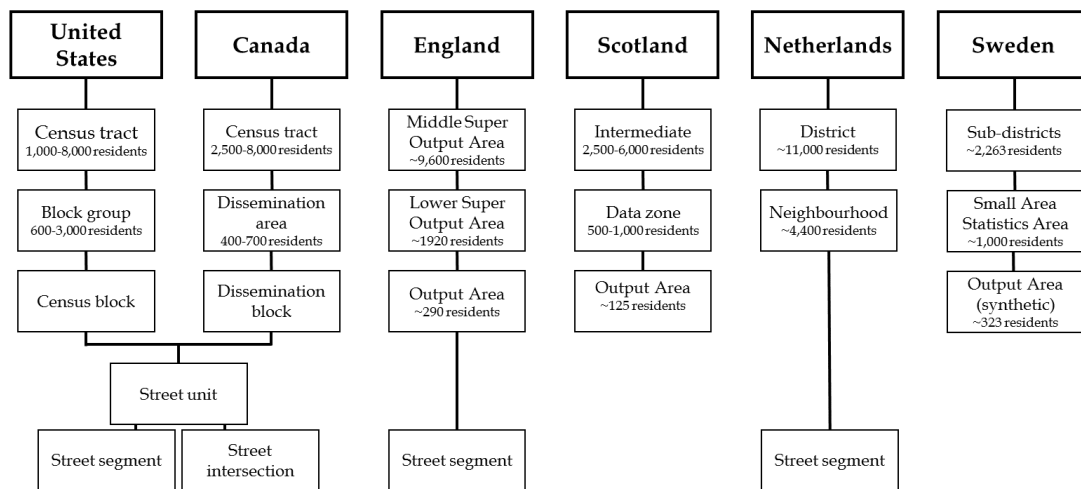 United
States
Canada
England
Scotland
Netherlands
Sweden
Census tract
1,000-8,000 residents
Census tract
2,500-8,000 residents
Middle Super
Output Area
~9,600 residents
Intermediate
2,500-6,000 residents
District
~11,000 residents
Sub-districts
~2,263 residents
Block group
600-3,000 residents
Dissemination
area
400-700 residents
Lower Super
Output Area
~1920 residents
Data zone
500-1,000 residents
Neighbourhood
~4,400 residents
Small Area
Statistics Area
~1,000 residents
Census block
Dissemination
block
Output Area
~290 residents
Output Area
~125 residents
Output Area
(synthetic)
~323 residents
Street unit
Street segment
Street
intersection
Street segment
Street segment